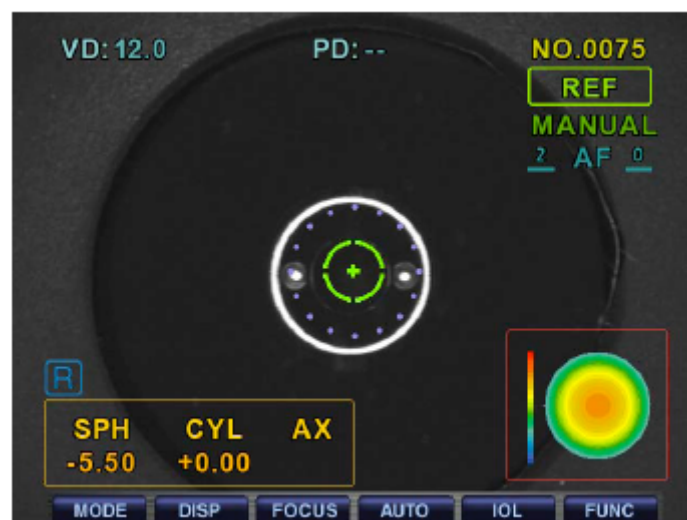 VD: 12.0 PD: -- NO.0075
REF
MANUAL
2 AF 0
R
SPH CYL AX
-5.50 +0.00
MODE DISP FOCUS AUTO IOL FUNC